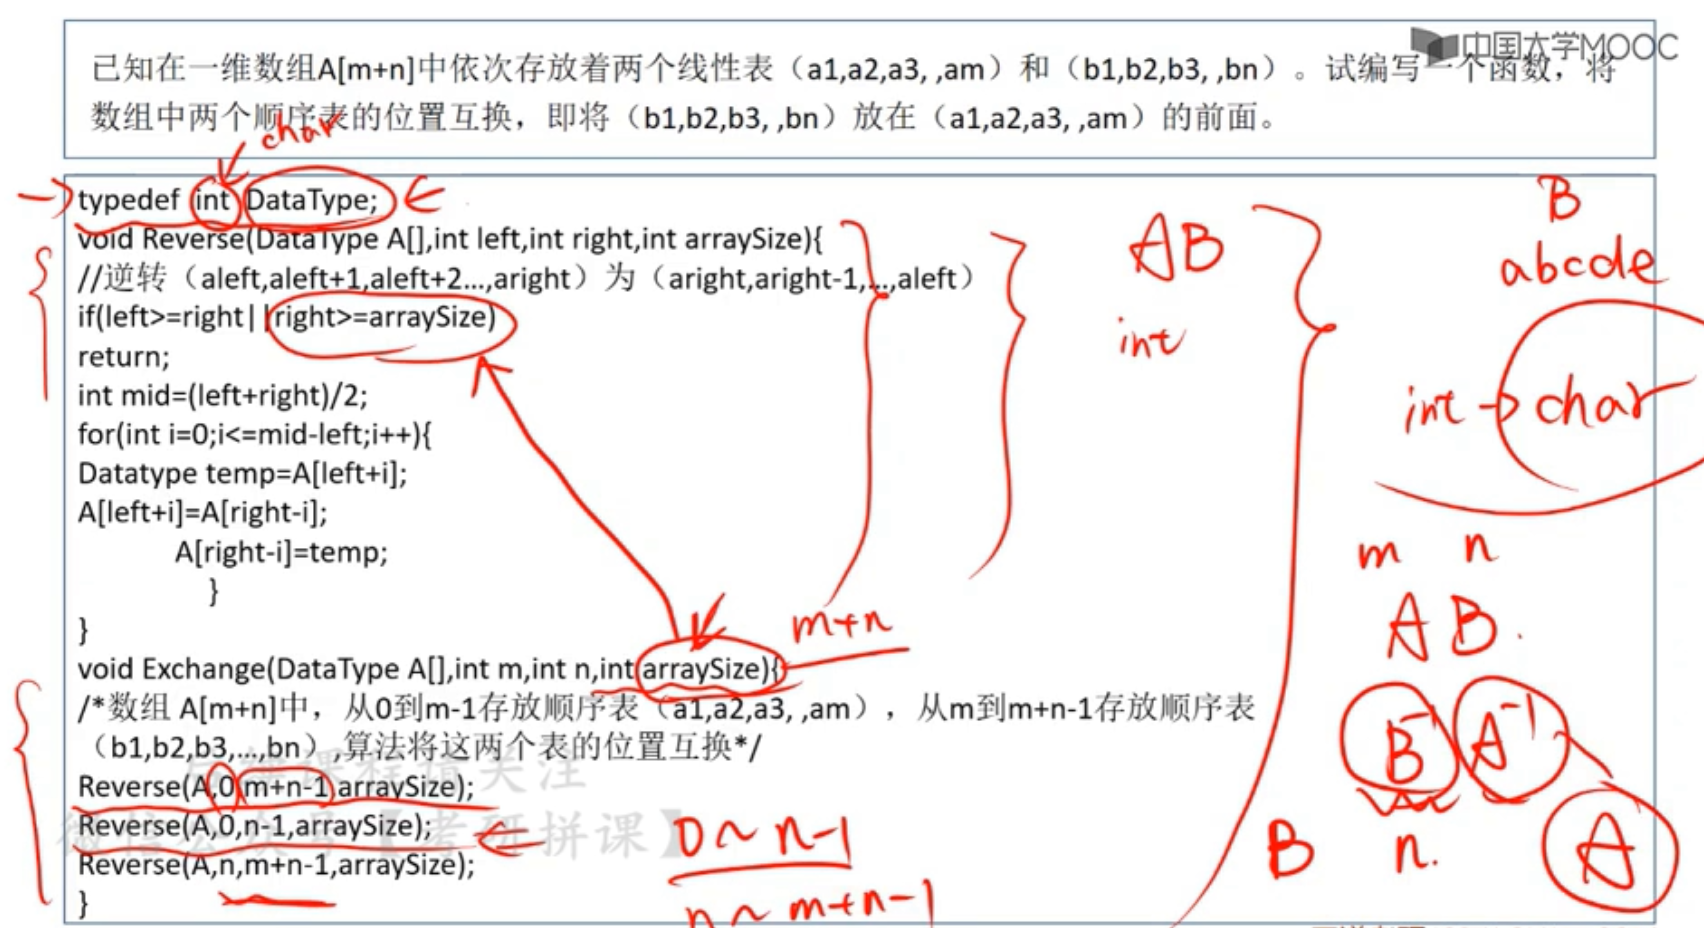 中国大学MOOC
已知在一维数组A[m+n]中依次存放着两个线性表（a1,a2,a3, ,am）和（b1,b2,b3, ,bn）。试编写一个函数，将
数组中两个顺序表的位置互换，即将（b1,b2,b3, ,bn）放在（a1,a2,a3, ,am）的前面。
char
typedef int DataType;
void Reverse(DataType A[],int left,int right,int arraySize){
//逆转（aleft,aleft+1,aleft+2...,aright）为（aright,aright-1,...,aleft）
if(left>=right||right>=arraySize)
return;
int mid=(left+right)/2;
for(int i=0;i<=mid-left;i++){
Datatype temp=A[left+i];
A[left+i]=A[right-i];
A[right-i]=temp;
}
}
void Exchange(DataType A[],int m,int n,int arraySize){
/*数组 A[m+n]中，从0到m-1存放顺序表（a1,a2,a3, ,am），从m到m+n-1存放顺序表
（b1,b2,b3,...,bn）,算法将这两个表的位置互换*/
Reverse(A,0,m+n-1,arraySize);
Reverse(A,0,n-1,arraySize);
Reverse(A,n,m+n-1,arraySize);
}
m+n
0~n-1
n~m+n-1
AB
int
B
abcde
int → char
m n
A B.
B⁻¹ A⁻¹
B n. A